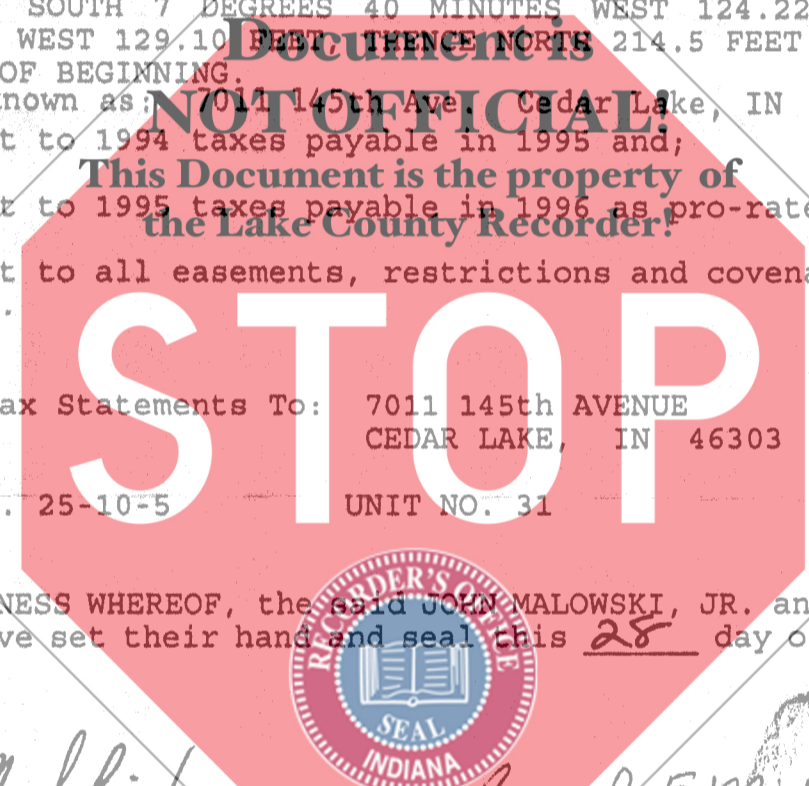 SOUTH 7 DEGREES 40 MINUTES WEST 124.22
WEST 129.10 FEET, THENCE NORTH 214.5 FEET
OF BEGINNING.
nown as: 7011 145th Ave. Cedar Lake, IN
t to 1994 taxes payable in 1995 and;
t to 1995 taxes payable in 1996 as pro-rate
t to all easements, restrictions and covena
.
ax Statements To: 7011 145th AVENUE
CEDAR LAKE, IN 46303
. 25-10-5 UNIT NO. 31
NESS WHEREOF, the said JOHN MALOWSKI, JR. an
ve set their hand and seal this 28 day o
Document is
NOT OFFICIAL!
This Document is the property of
the Lake County Recorder!
STOP
RECORDER'S OFFICE
SEAL
INDIANA